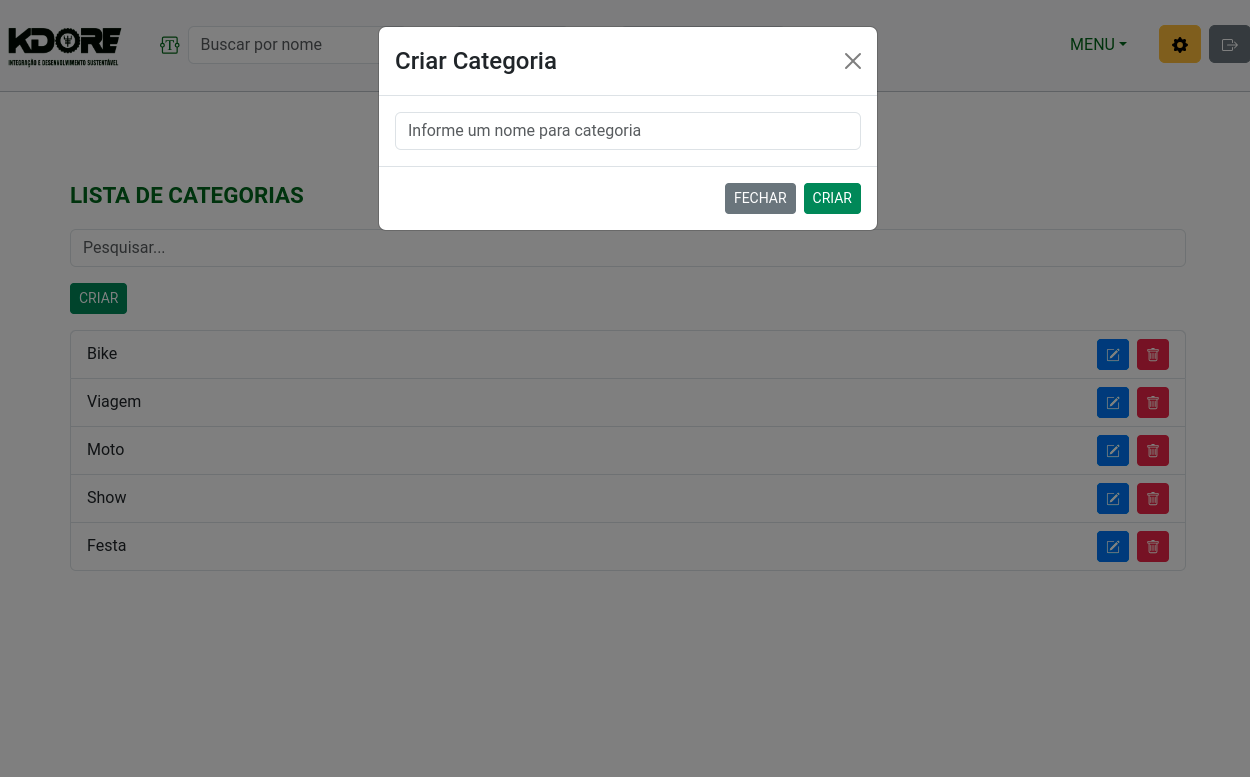 KDORE
INTEGRAÇÃO E DESENVOLVIMENTO SUSTENTÁVEL
Buscar por nome
MENU
Criar Categoria
Informe um nome para categoria
FECHAR CRIAR
LISTA DE CATEGORIAS
Pesquisar...
CRIAR
Bike
Viagem
Moto
Show
Festa